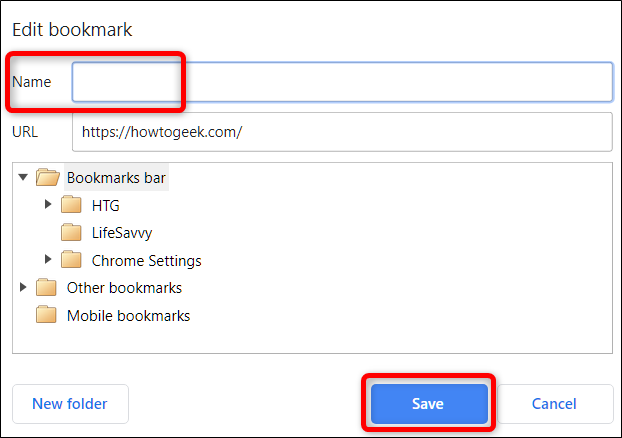 Edit bookmark
Name
URL https://howtogeek.com/
Bookmarks bar
HTG
LifeSavvy
Chrome Settings
Other bookmarks
Mobile bookmarks
New folder Save Cancel